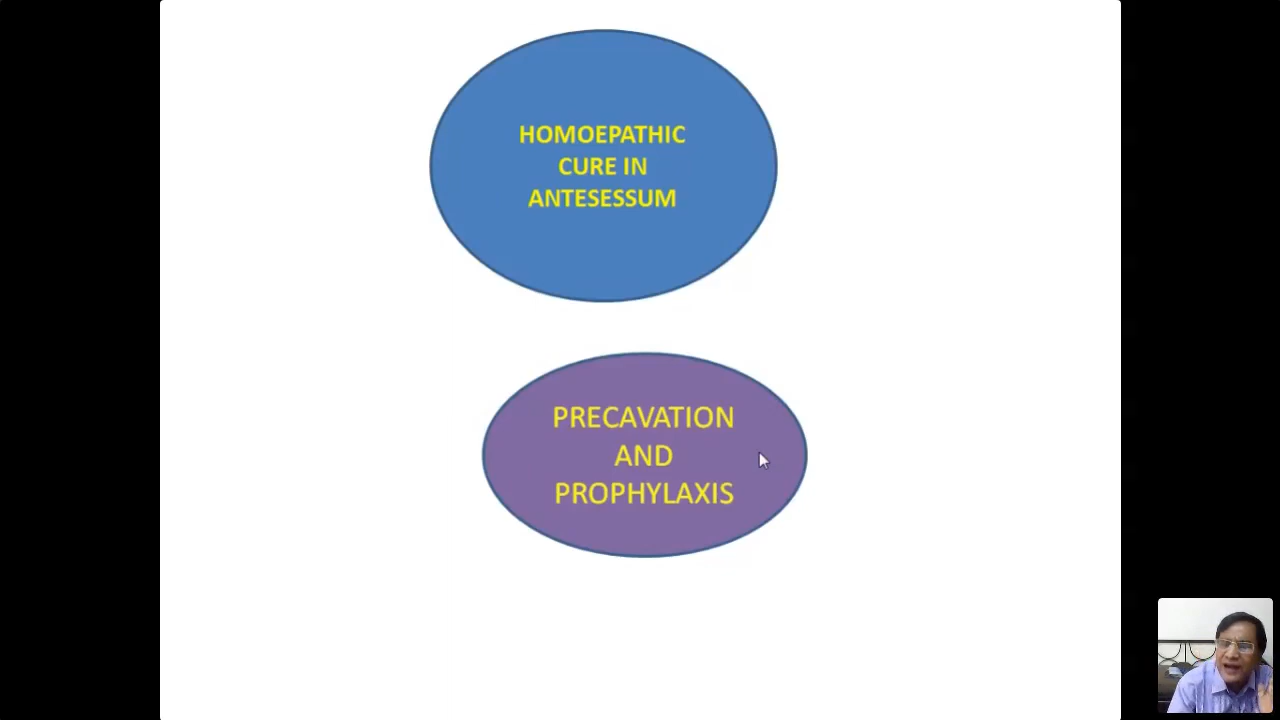 HOMOEPATHIC
CURE IN
ANTESESSUM
PRECAVATION
AND
PROPHYLAXIS